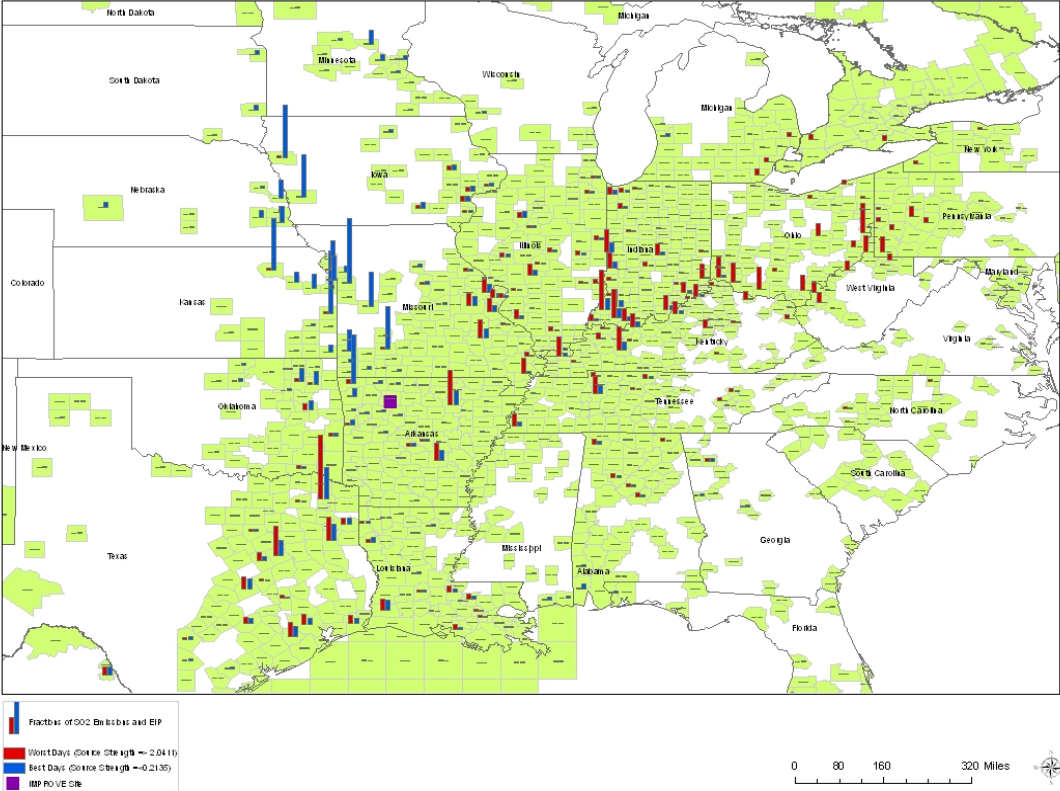 North Dakota
Michigan
Minnesota
Wisconsin
South Dakota
Michigan
New York
Iowa
Nebraska
Pennsylvania
Ohio
Illinois
Indiana
Maryland
Colorado
West Virginia
Kansas
Missouri
Virginia
Kentucky
Oklahoma
Tennessee
North Carolina
Arkansas
New Mexico
South Carolina
Georgia
Mississippi
Texas
Louisiana
Alabama
Florida
Fractions of SO2 Emissions and EIP
Worst Days (Source Strength => 2.0411)
Best Days (Source Strength =<0.2135)
IMPROVE Site
0 80 160 320 Miles